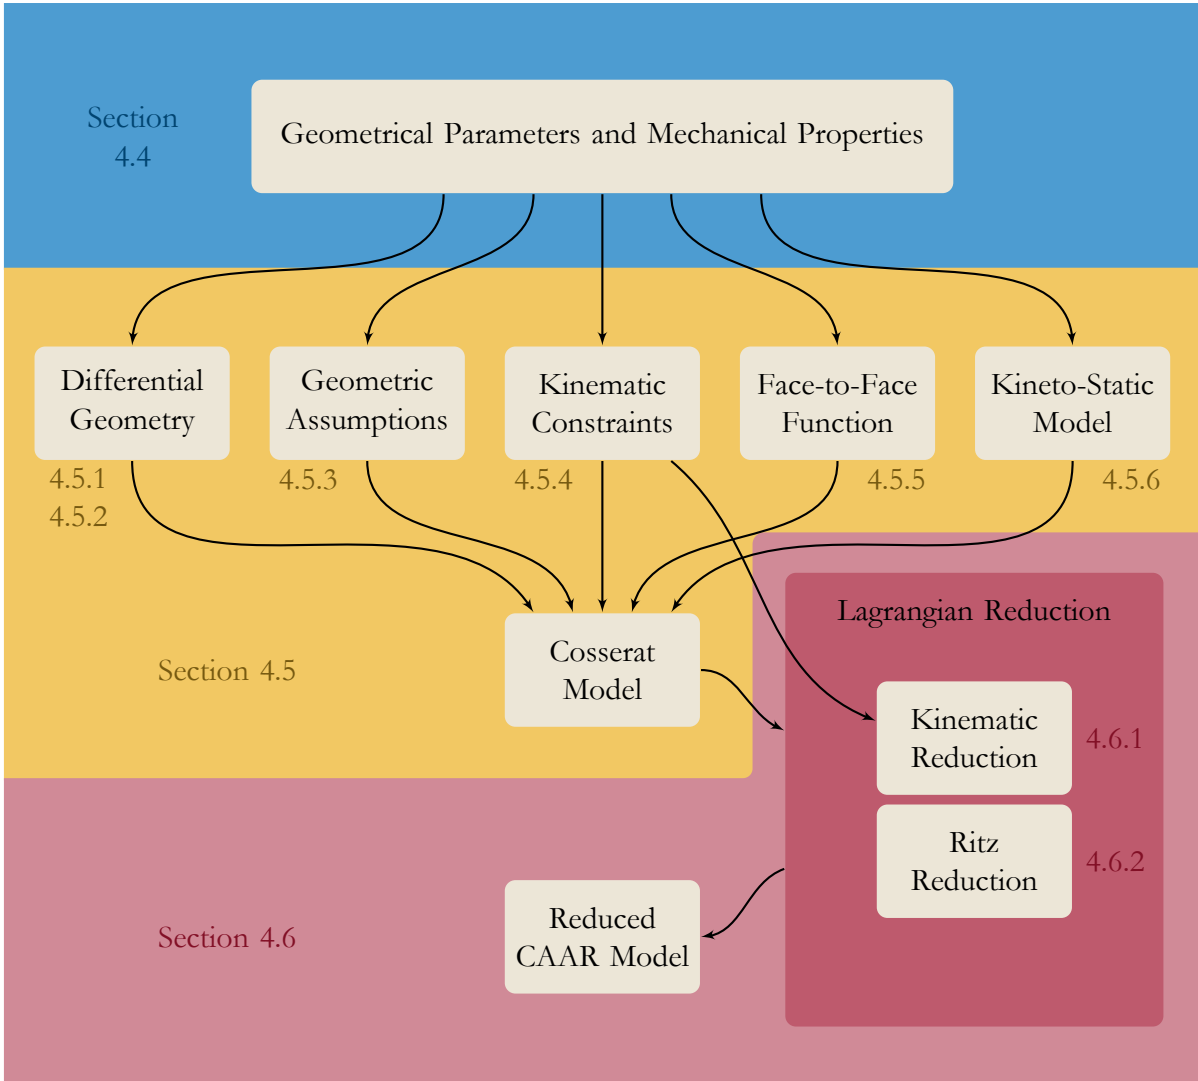 Section
4.4
Geometrical Parameters and Mechanical Properties
Differential
Geometry
Geometric
Assumptions
Kinematic
Constraints
Face-to-Face
Function
Kineto-Static
Model
4.5.1
4.5.2
4.5.3
4.5.4
4.5.5
4.5.6
Lagrangian Reduction
Section 4.5
Cosserat
Model
Kinematic
Reduction
4.6.1
Ritz
Reduction
4.6.2
Section 4.6
Reduced
CAAR Model